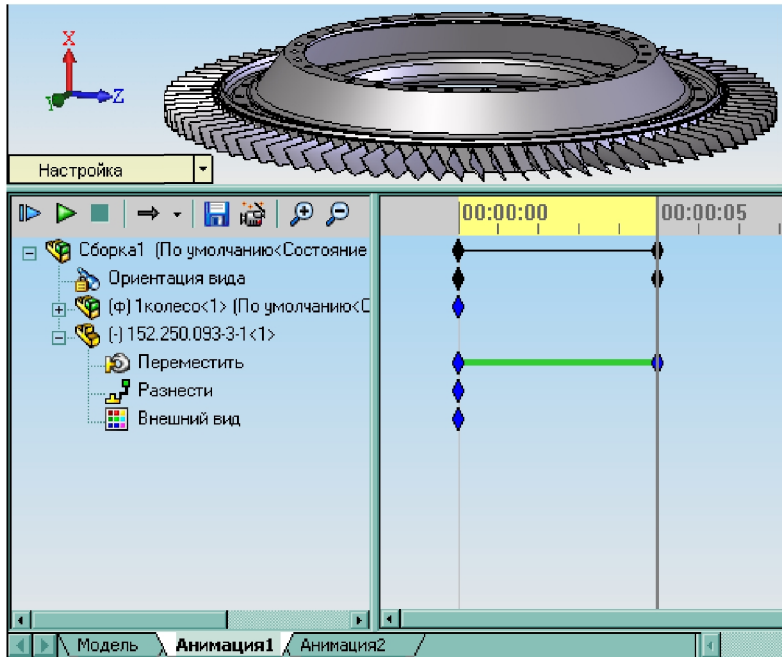 X
Y
Z
Настройка
00:00:00
00:00:05
Сборка1 (По умолчанию<Состояние
Ориентация вида
(ф) 1колесо<1> (По умолчанию<С
(-) 152.250.093-3-1<1>
Переместить
Разнести
Внешний вид
Модель
Анимация1
Анимация2